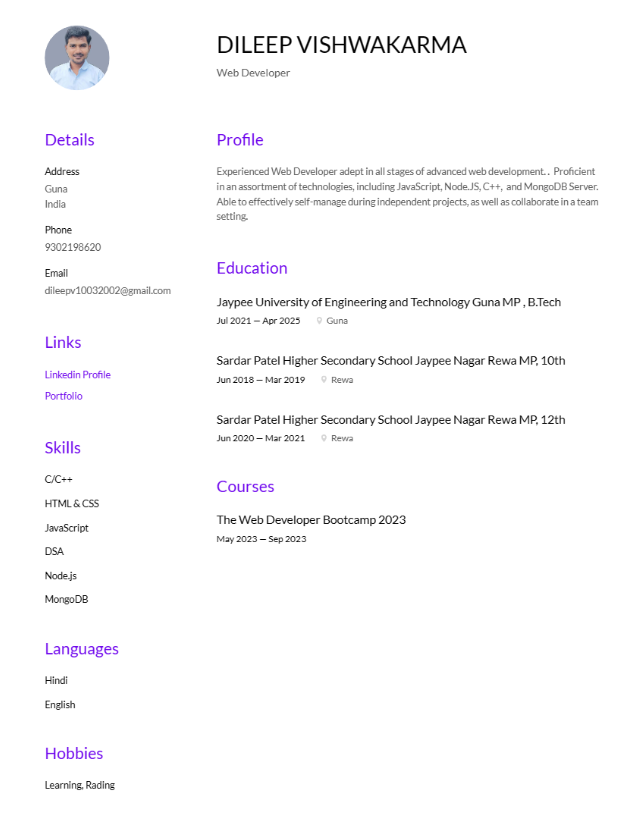 DILEEP VISHWAKARMA
Web Developer
Details
Address
Guna
India
Phone
9302198620
Email
dileepv10032002@gmail.com
Links
Linkedin Profile
Portfolio
Skills
C/C++
HTML & CSS
JavaScript
DSA
Node.js
MongoDB
Languages
Hindi
English
Hobbies
Learning, Rading
Profile
Experienced Web Developer adept in all stages of advanced web development. . Proficient
in an assortment of technologies, including JavaScript, Node.JS, C++, and MongoDB Server.
Able to effectively self-manage during independent projects, as well as collaborate in a team
setting.
Education
Jaypee University of Engineering and Technology Guna MP , B.Tech
Jul 2021 — Apr 2025 Guna
Sardar Patel Higher Secondary School Jaypee Nagar Rewa MP, 10th
Jun 2018 — Mar 2019 Rewa
Sardar Patel Higher Secondary School Jaypee Nagar Rewa MP, 12th
Jun 2020 — Mar 2021 Rewa
Courses
The Web Developer Bootcamp 2023
May 2023 — Sep 2023